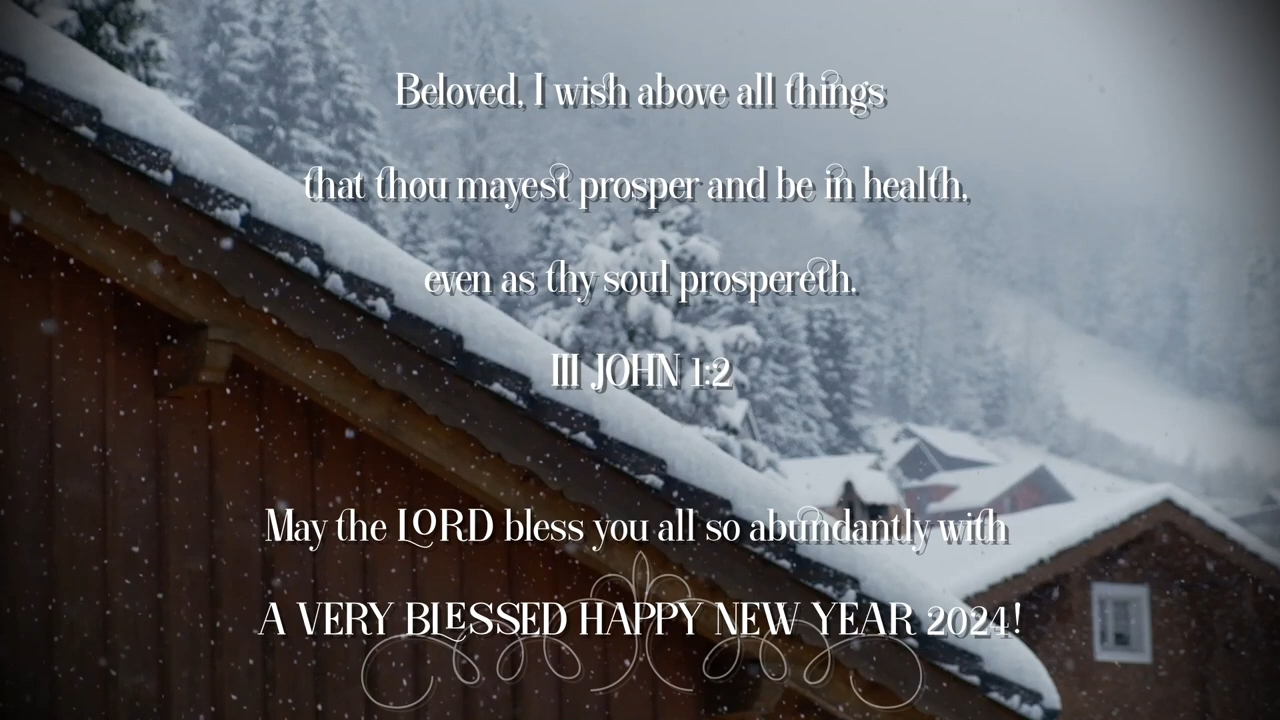 Beloved, I wish above all things
that thou mayest prosper and be in health,
even as thy soul prospereth.
III JOHN 1:2
May the LORD bless you all so abundantly with
A VERY BLESSED HAPPY NEW YEAR 2024!